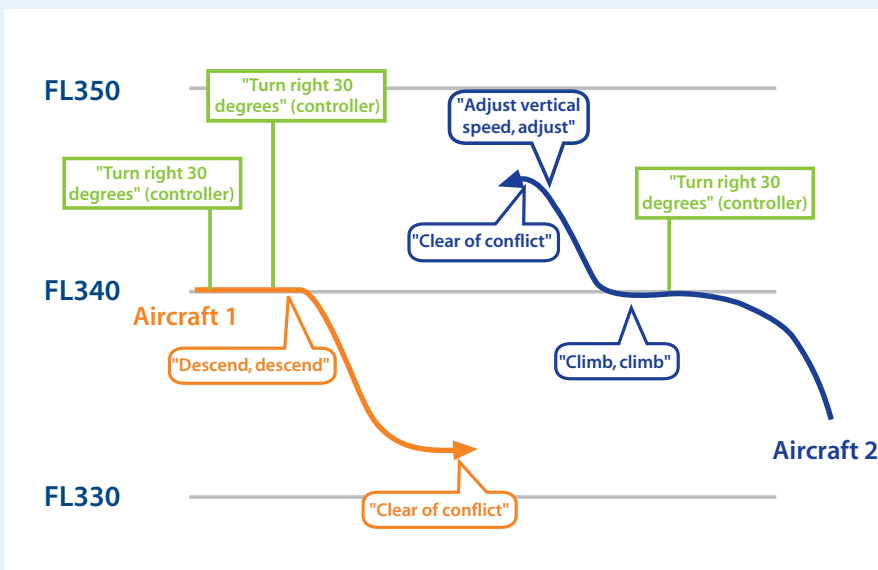 FL350
"Turn right 30
degrees" (controller)
"Adjust vertical
speed, adjust"
"Turn right 30
degrees" (controller)
"Turn right 30
degrees" (controller)
"Clear of conflict"
FL340
Aircraft 1
"Descend, descend"
"Climb, climb"
Aircraft 2
FL330
"Clear of conflict"